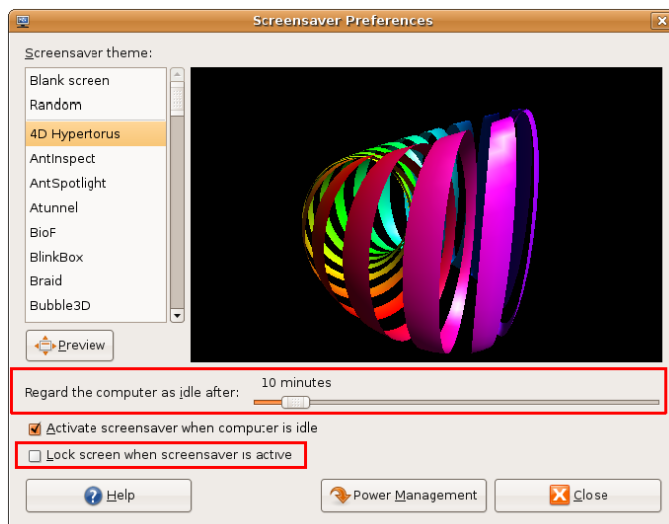 Screensaver Preferences
Screensaver theme:
Blank screen
Random
4D Hypertorus
AntInspect
AntSpotlight
Atunnel
BioF
BlinkBox
Braid
Bubble3D
Preview
10 minutes
Regard the computer as idle after:
Activate screensaver when computer is idle
Lock screen when screensaver is active
Help
Power Management
Close